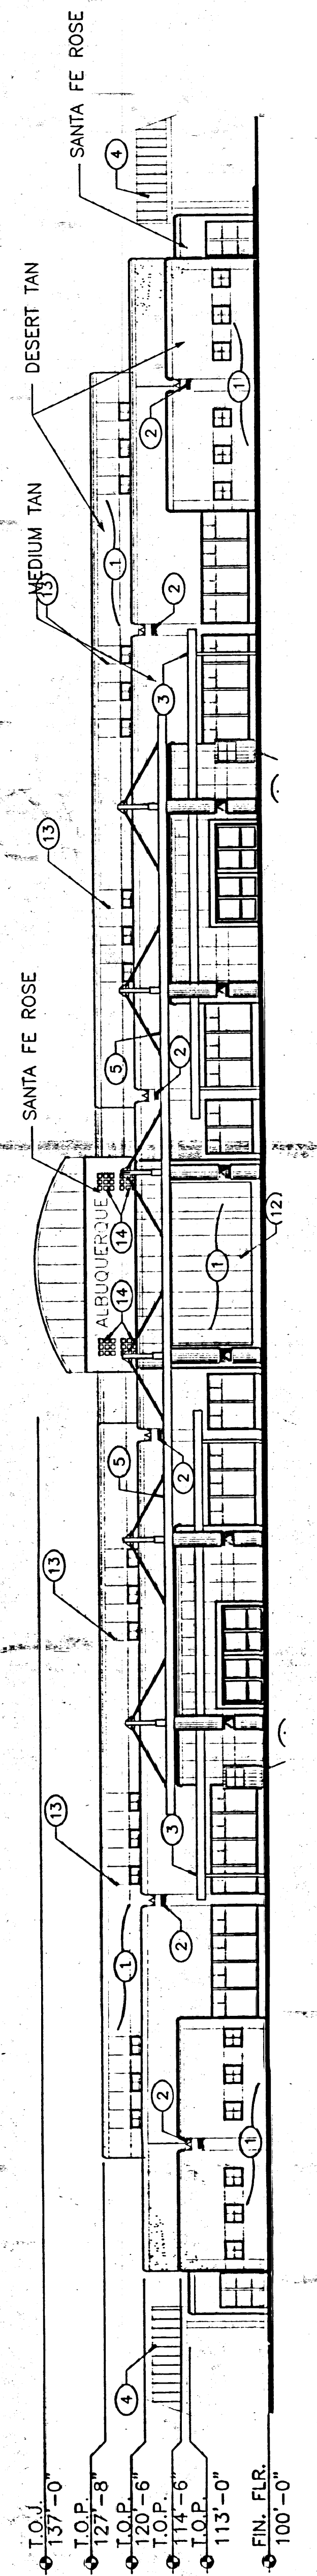 SANTA FE ROSE
4
DESERT TAN
MEDIUM TAN
13
1
2
1
2
3
13
SANTA FE ROSE
5
2
ALBUQUERQUE
14
14
1
12
5
2
13
13
3
1
2
2
1
4
T.O.J.
137'-0"
T.O.P.
127'-8"
T.O.P.
120'-6"
T.O.P.
114'-6"
T.O.P.
113'-0"
FIN. FLR.
100'-0"